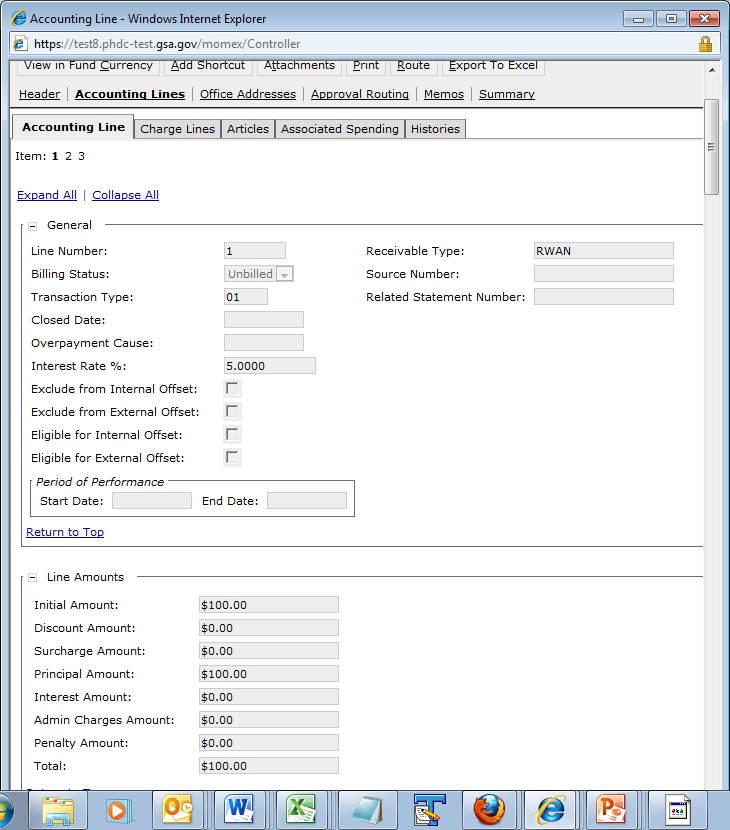 Accounting Line - Windows Internet Explorer
https://test8.phdc-test.gsa.gov/momex/Controller
View in Fund Currency Add Shortcut Attachments Print Route Export To Excel
Header | Accounting Lines | Office Addresses | Approval Routing | Memos | Summary
Accounting Line Charge Lines Articles Associated Spending Histories
Item: 1 2 3
Expand All | Collapse All
General
Line Number: 1 Receivable Type: RWAN
Billing Status: Unbilled Source Number:
Transaction Type: 01 Related Statement Number:
Closed Date:
Overpayment Cause:
Interest Rate %: 5.0000
Exclude from Internal Offset:
Exclude from External Offset:
Eligible for Internal Offset:
Eligible for External Offset:
Period of Performance
Start Date: End Date:
Return to Top
Line Amounts
Initial Amount: $100.00
Discount Amount: $0.00
Surcharge Amount: $0.00
Principal Amount: $100.00
Interest Amount: $0.00
Admin Charges Amount: $0.00
Penalty Amount: $0.00
Total: $100.00